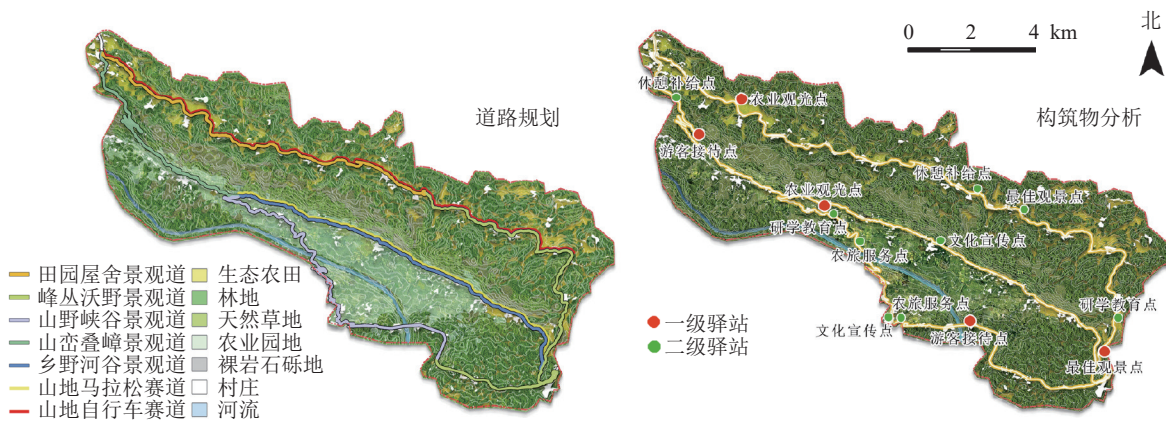 道路规划
田园屋舍景观道
峰丛沃野景观道
山野峡谷景观道
山峦叠嶂景观道
乡野河谷景观道
山地马拉松赛道
山地自行车赛道
生态农田
林地
天然草地
农业园地
裸岩石砾地
村庄
河流
0 2 4 km
北
构筑物分析
休憩补给点
农业观光点
游客接待点
休憩补给点
最佳观景点
农业观光点
研学教育点
文化宣传点
农旅服务点
农旅服务点
研学教育点
文化宣传点
游客接待点
最佳观景点
一级驿站
二级驿站